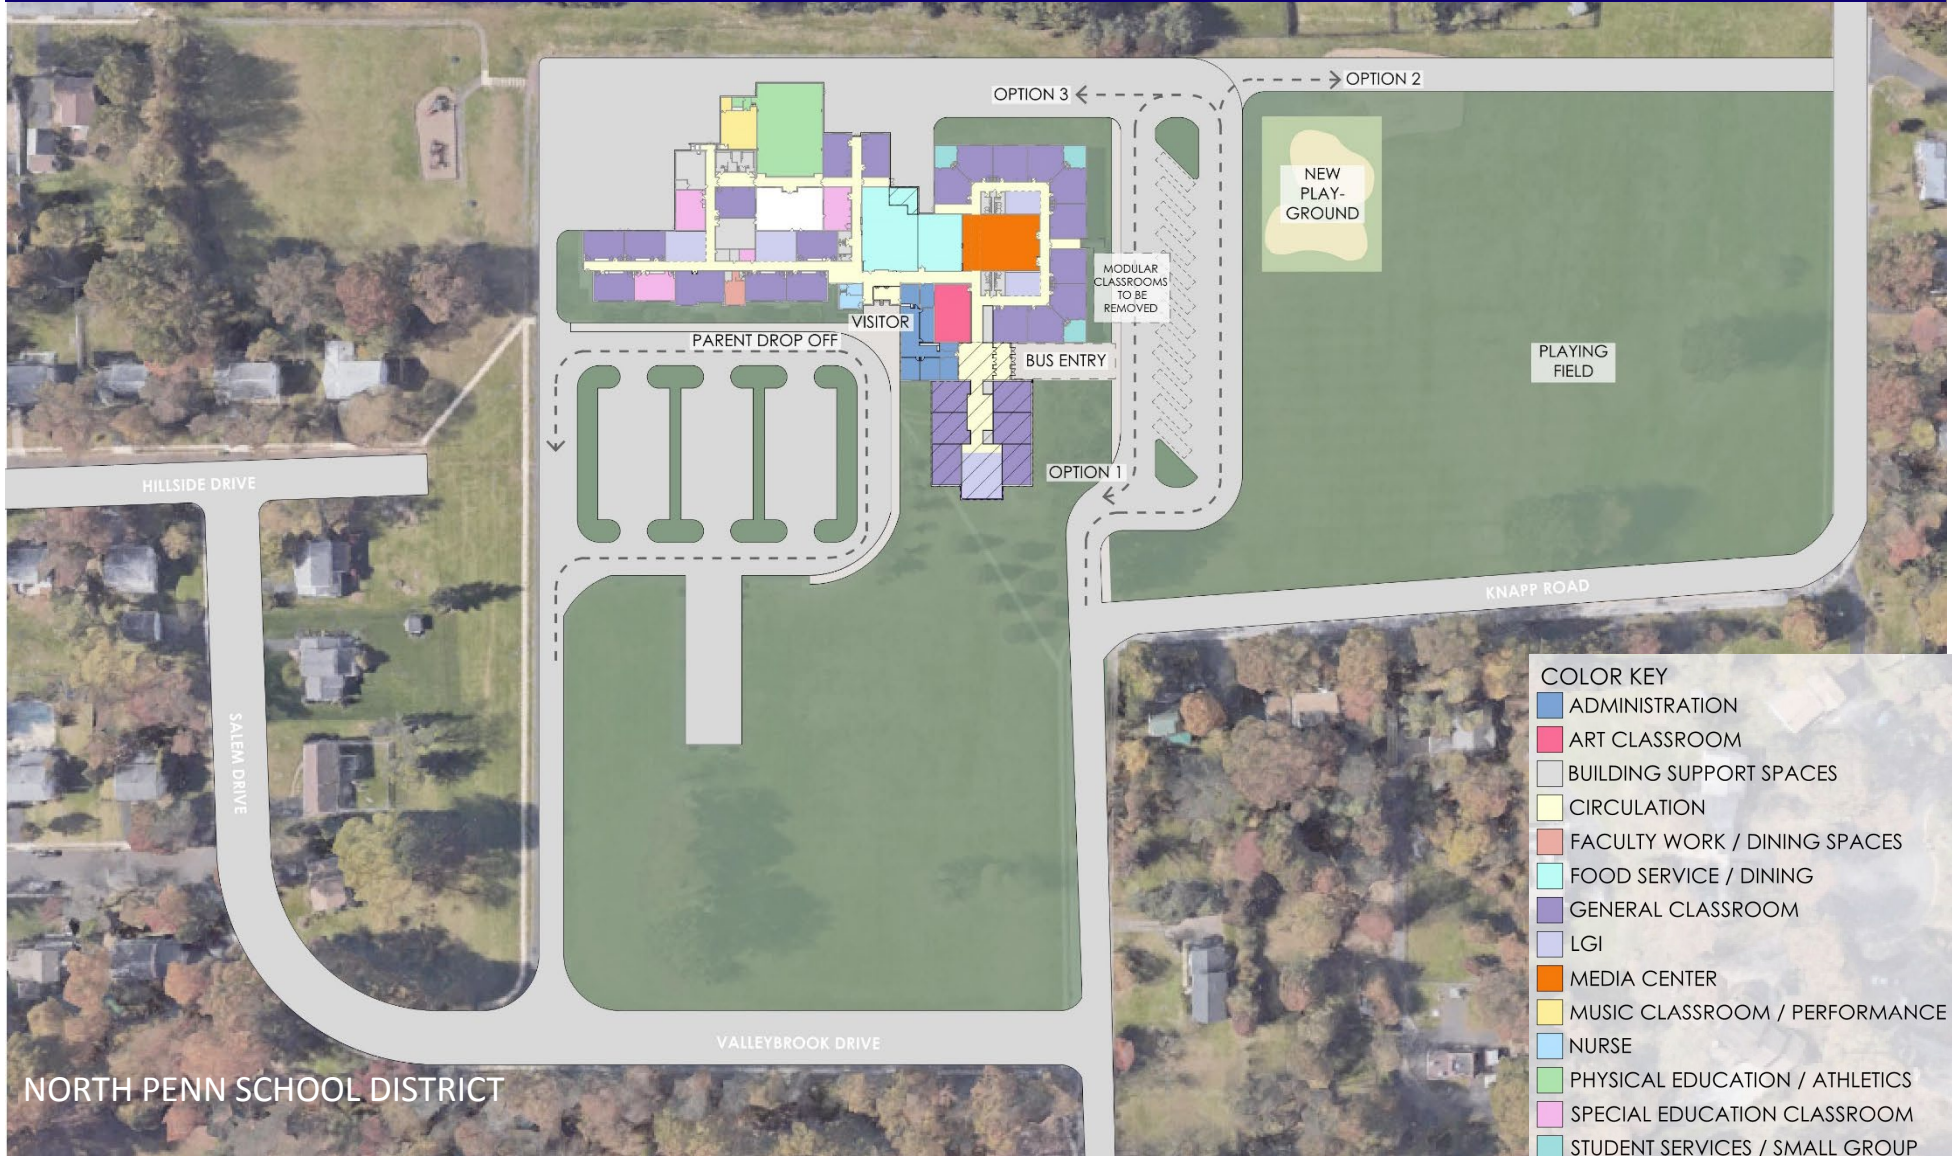 OPTION 2
OPTION 3
NEW
PLAY-
GROUND
MODULAR
CLASSROOMS
TO BE
REMOVED
VISITOR
PARENT DROP OFF
BUS ENTRY
PLAYING
FIELD
OPTION 1
HILLSIDE DRIVE
KNAPP ROAD
SALEM DRIVE
VALLEYBROOK DRIVE
NORTH PENN SCHOOL DISTRICT
COLOR KEY
ADMINISTRATION
ART CLASSROOM
BUILDING SUPPORT SPACES
CIRCULATION
FACULTY WORK / DINING SPACES
FOOD SERVICE / DINING
GENERAL CLASSROOM
LGI
MEDIA CENTER
MUSIC CLASSROOM / PERFORMANCE
NURSE
PHYSICAL EDUCATION / ATHLETICS
SPECIAL EDUCATION CLASSROOM
STUDENT SERVICES / SMALL GROUP